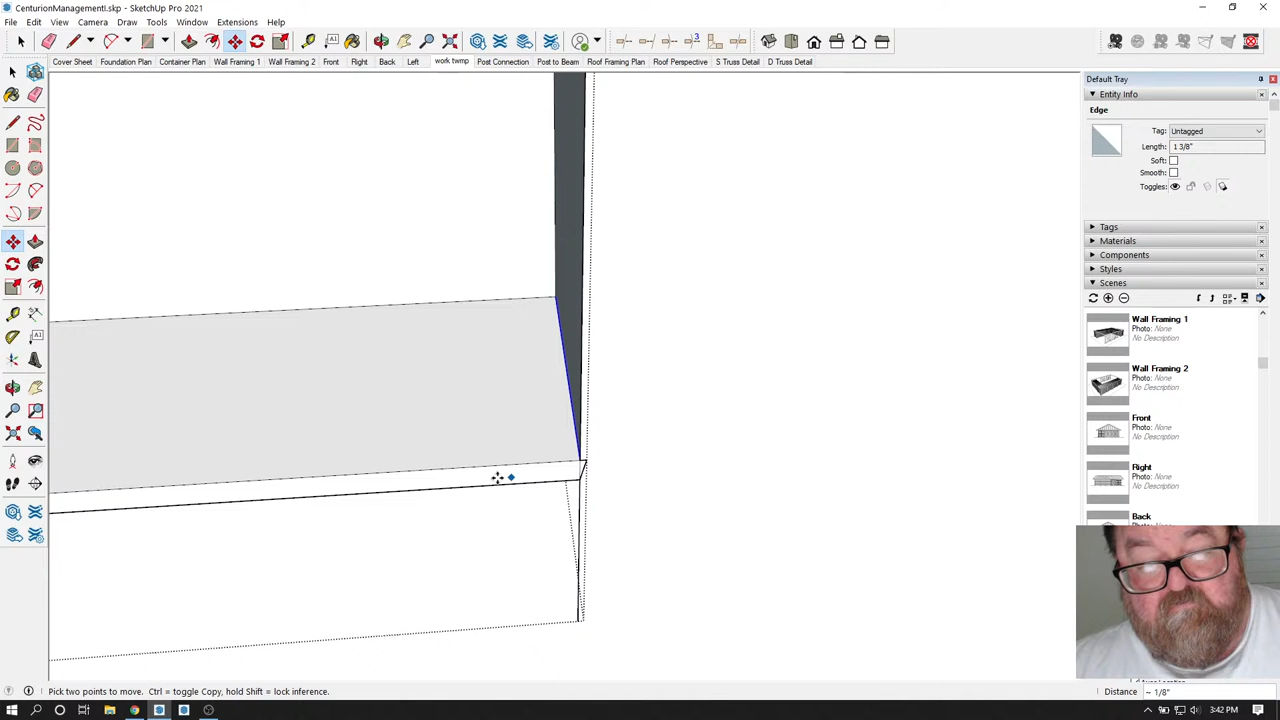 CenturionManagementi.skp - SketchUp Pro 2021
File Edit View Camera Draw Tools Window Extensions Help
3
Cover Sheet Foundation Plan Container Plan Wall Framing 1 Wall Framing 2 Front Right Back Left work twmp Post Connection Post to Beam Roof Framing Plan Roof Perspective S Truss Detail D Truss Detail
Default Tray
Entity Info
Edge
Tag: Untagged
Length: 1 3/8"
Soft:
Smooth:
Toggles:
Tags
Materials
Components
Styles
Scenes
Wall Framing 1
Photo: None
No Description
Wall Framing 2
Photo: None
No Description
Front
Photo: None
No Description
Right
Photo: None
No Description
Back
Pick two points to move. Ctrl = toggle Copy, hold Shift = lock inference.
Distance ~ 1/8"
3:42 PM